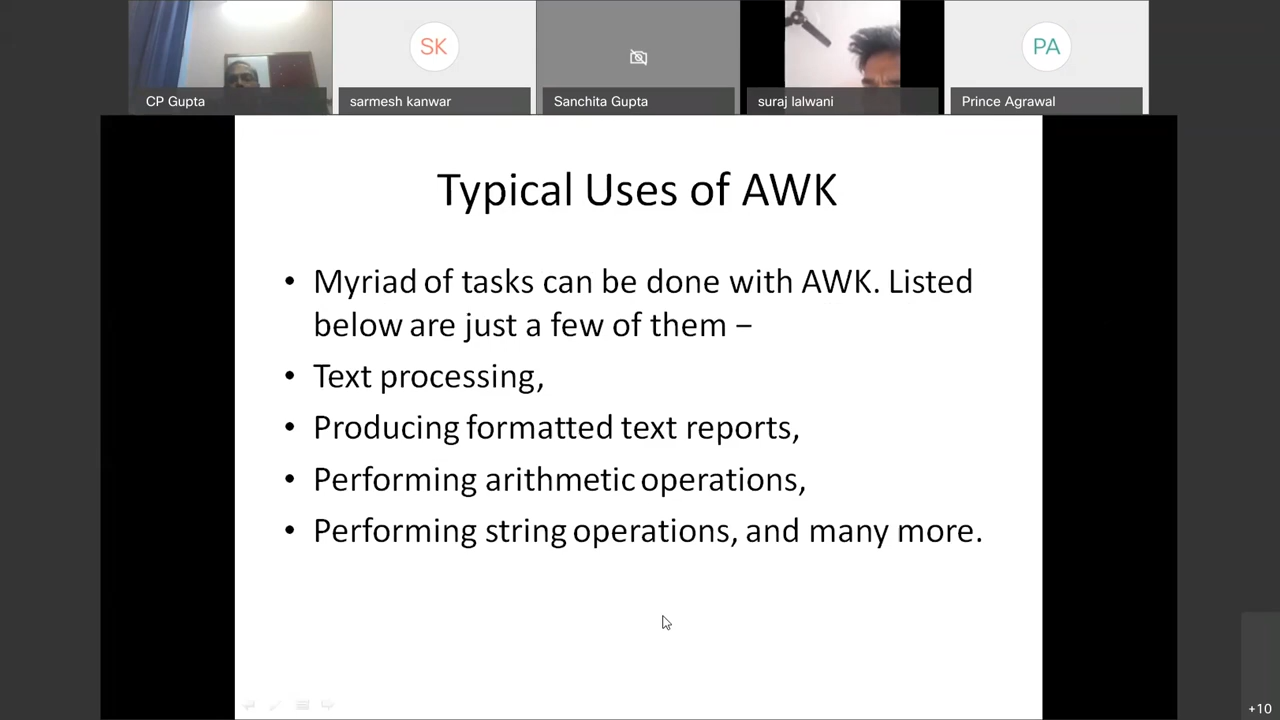 SK
PA
CP Gupta
sarmesh kanwar
Sanchita Gupta
suraj lalwani
Prince Agrawal
Typical Uses of AWK
• Myriad of tasks can be done with AWK. Listed
below are just a few of them −
• Text processing,
• Producing formatted text reports,
• Performing arithmetic operations,
• Performing string operations, and many more.
+10